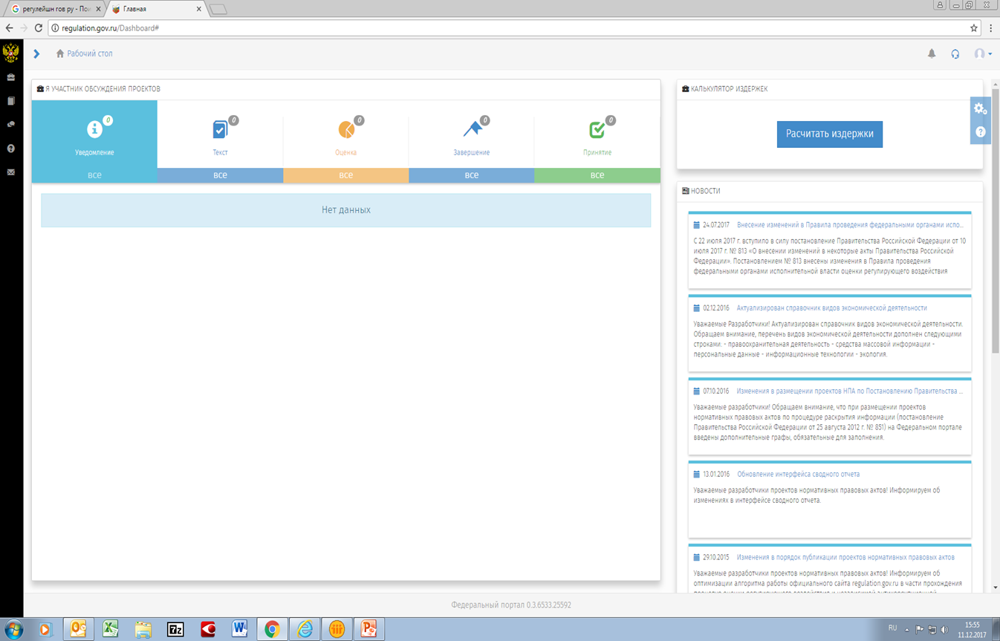 регулейшн гов ру - Пои
Главная
regulation.gov.ru/Dashboard#
Рабочий стол
Я УЧАСТНИК ОБСУЖДЕНИЯ ПРОЕКТОВ
0
0
0
0
0
Уведомление
Текст
Оценка
Завершение
Принятие
все
все
все
все
все
Нет данных
КАЛЬКУЛЯТОР ИЗДЕРЖЕК
Расчитать издержки
НОВОСТИ
24.07.2017 Внесение изменений в Правила проведения федеральными органами испо...
С 22 июля 2017 г. вступило в силу постановление Правительства Российской Федерации от 10
июля 2017 г. № 813 «О внесении изменений в некоторые акты Правительства Российской
Федерации». Постановлением № 813 внесены изменения в Правила проведения
федеральными органами исполнительной власти оценки регулирующего воздействия
02.12.2016 Актуализирован справочник видов экономической деятельности
Уважаемые Разработчики! Актуализирован справочник видов экономической деятельности.
Обращаем внимание, перечень видов экономической деятельности дополнен следующими
строками. - правоохранительная деятельность - средства массовой информации -
персональные данные - информационные технологии - экология.
07.10.2016 Изменения в размещении проектов НПА по Постановлению Правительства ...
Уважаемые разработчики! Обращаем внимание, что при размещении проектов
нормативных правовых актов по процедуре раскрытия информации (постановление
Правительства Российской Федерации от 25 августа 2012 г. № 851) на Федеральном портале
введены дополнительные графы, обязательные для заполнения.
13.01.2016 Обновление интерфейса сводного отчета
Уважаемые разработчики проектов нормативных правовых актов! Информируем об
изменениях в интерфейсе сводного отчета.
29.10.2015 Изменения в порядок публикации проектов нормативных правовых актов
Уважаемые разработчики проектов нормативных правовых актов! Информируем об
оптимизации алгоритма работы официального сайта regulation.gov.ru в части прохождения
Федеральный портал 0.3.6533.25592
7z
W
RU
15:55
11.12.2017